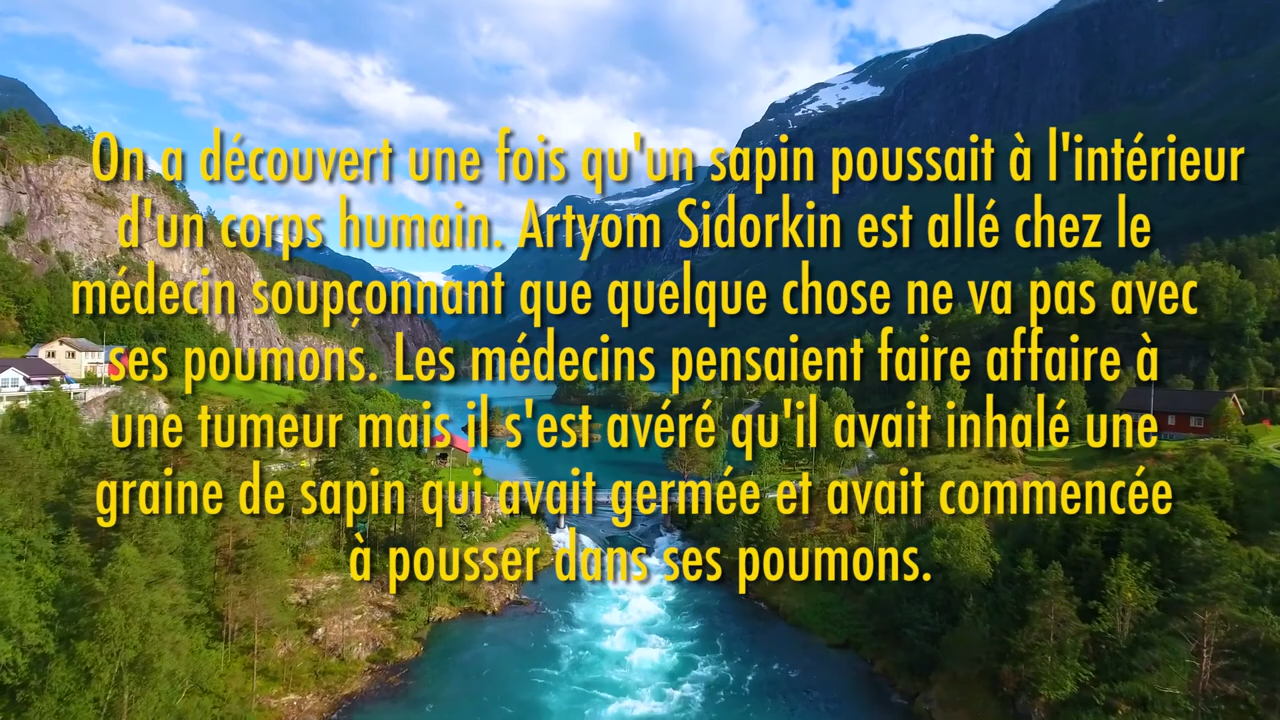 On a découvert une fois qu'un sapin poussait à l'intérieur
d'un corps humain. Artyom Sidorkin est allé chez le
médecin soupçonnant que quelque chose ne va pas avec
ses poumons. Les médecins pensaient faire affaire à
une tumeur mais il s'est avéré qu'il avait inhalé une
graine de sapin qui avait germée et avait commencée
à pousser dans ses poumons.